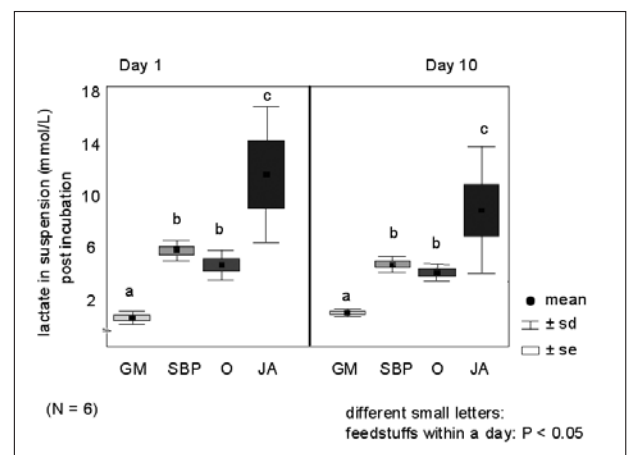 Day 1
Day 10
lactate in suspension (mmol/L)
post incubation
18
14
10
6
2
a
b
b
c
a
b
b
c
GM SBP O JA
GM SBP O JA
mean
± sd
± se
(N = 6)
different small letters:
feedstuffs within a day: P < 0.05